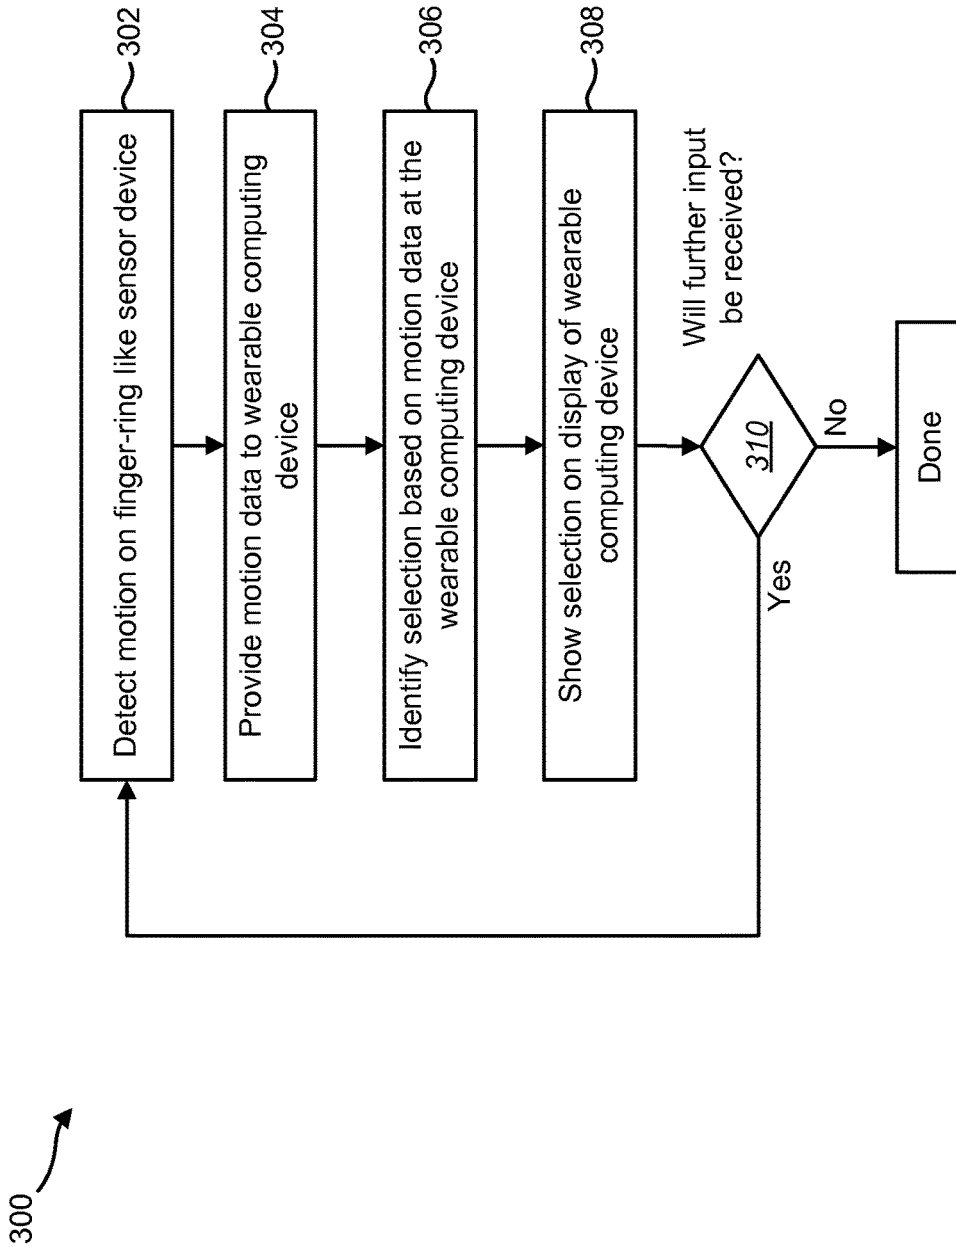 300
Detect motion on finger-ring like sensor device
302
Provide motion data to wearable computing
device
304
Identify selection based on motion data at the
wearable computing device
306
Show selection on display of wearable
computing device
308
Will further input
be received?
310
Yes
No
Done